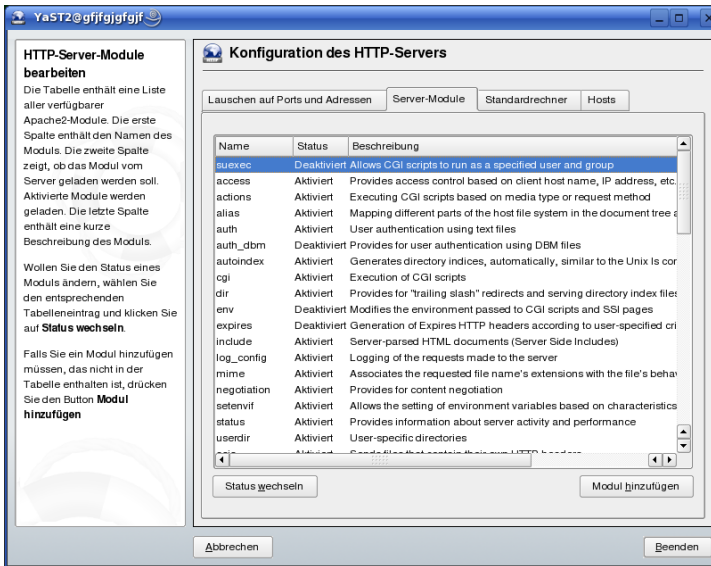 YaST2@gfjfgjgfgjf
HTTP-Server-Module
bearbeiten
Die Tabelle enthält eine Liste
aller verfügbarer
Apache2-Module. Die erste
Spalte enthält den Namen des
Moduls. Die zweite Spalte
zeigt, ob das Modul vom
Server geladen werden soll.
Aktivierte Module werden
geladen. Die letzte Spalte
enthält eine kurze
Beschreibung des Moduls.
Wollen Sie den Status eines
Moduls ändern, wählen Sie
den entsprechenden
Tabelleneintrag und klicken Sie
auf Status wechseln.
Falls Sie ein Modul hinzufügen
müssen, das nicht in der
Tabelle enthalten ist, drücken
Sie den Button Modul
hinzufügen
Konfiguration des HTTP-Servers
Lauschen auf Ports und Adressen Server-Module Standardrechner Hosts
Name Status Beschreibung
suexec Deaktiviert Allows CGI scripts to run as a specified user and group
access Aktiviert Provides access control based on client host name, IP address, etc.
actions Aktiviert Executing CGI scripts based on media type or request method
alias Aktiviert Mapping different parts of the host file system in the document tree a
auth Aktiviert User authentication using text files
auth_dbm Deaktiviert Provides for user authentication using DBM files
autoindex Aktiviert Generates directory indices, automatically, similar to the Unix ls cor
cgi Aktiviert Execution of CGI scripts
dir Aktiviert Provides for "trailing slash" redirects and serving directory index files
env Deaktiviert Modifies the environment passed to CGI scripts and SSI pages
expires Deaktiviert Generation of Expires HTTP headers according to user-specified cri
include Aktiviert Server-parsed HTML documents (Server Side Includes)
log_config Aktiviert Logging of the requests made to the server
mime Aktiviert Associates the requested file name's extensions with the file's behav
negotiation Aktiviert Provides for content negotiation
setenvif Aktiviert Allows the setting of environment variables based on characteristics
status Aktiviert Provides information about server activity and performance
userdir Aktiviert User-specific directories
asis Aktiviert Sends files that contain their own HTTP headers
Status wechseln Modul hinzufügen
Abbrechen Beenden